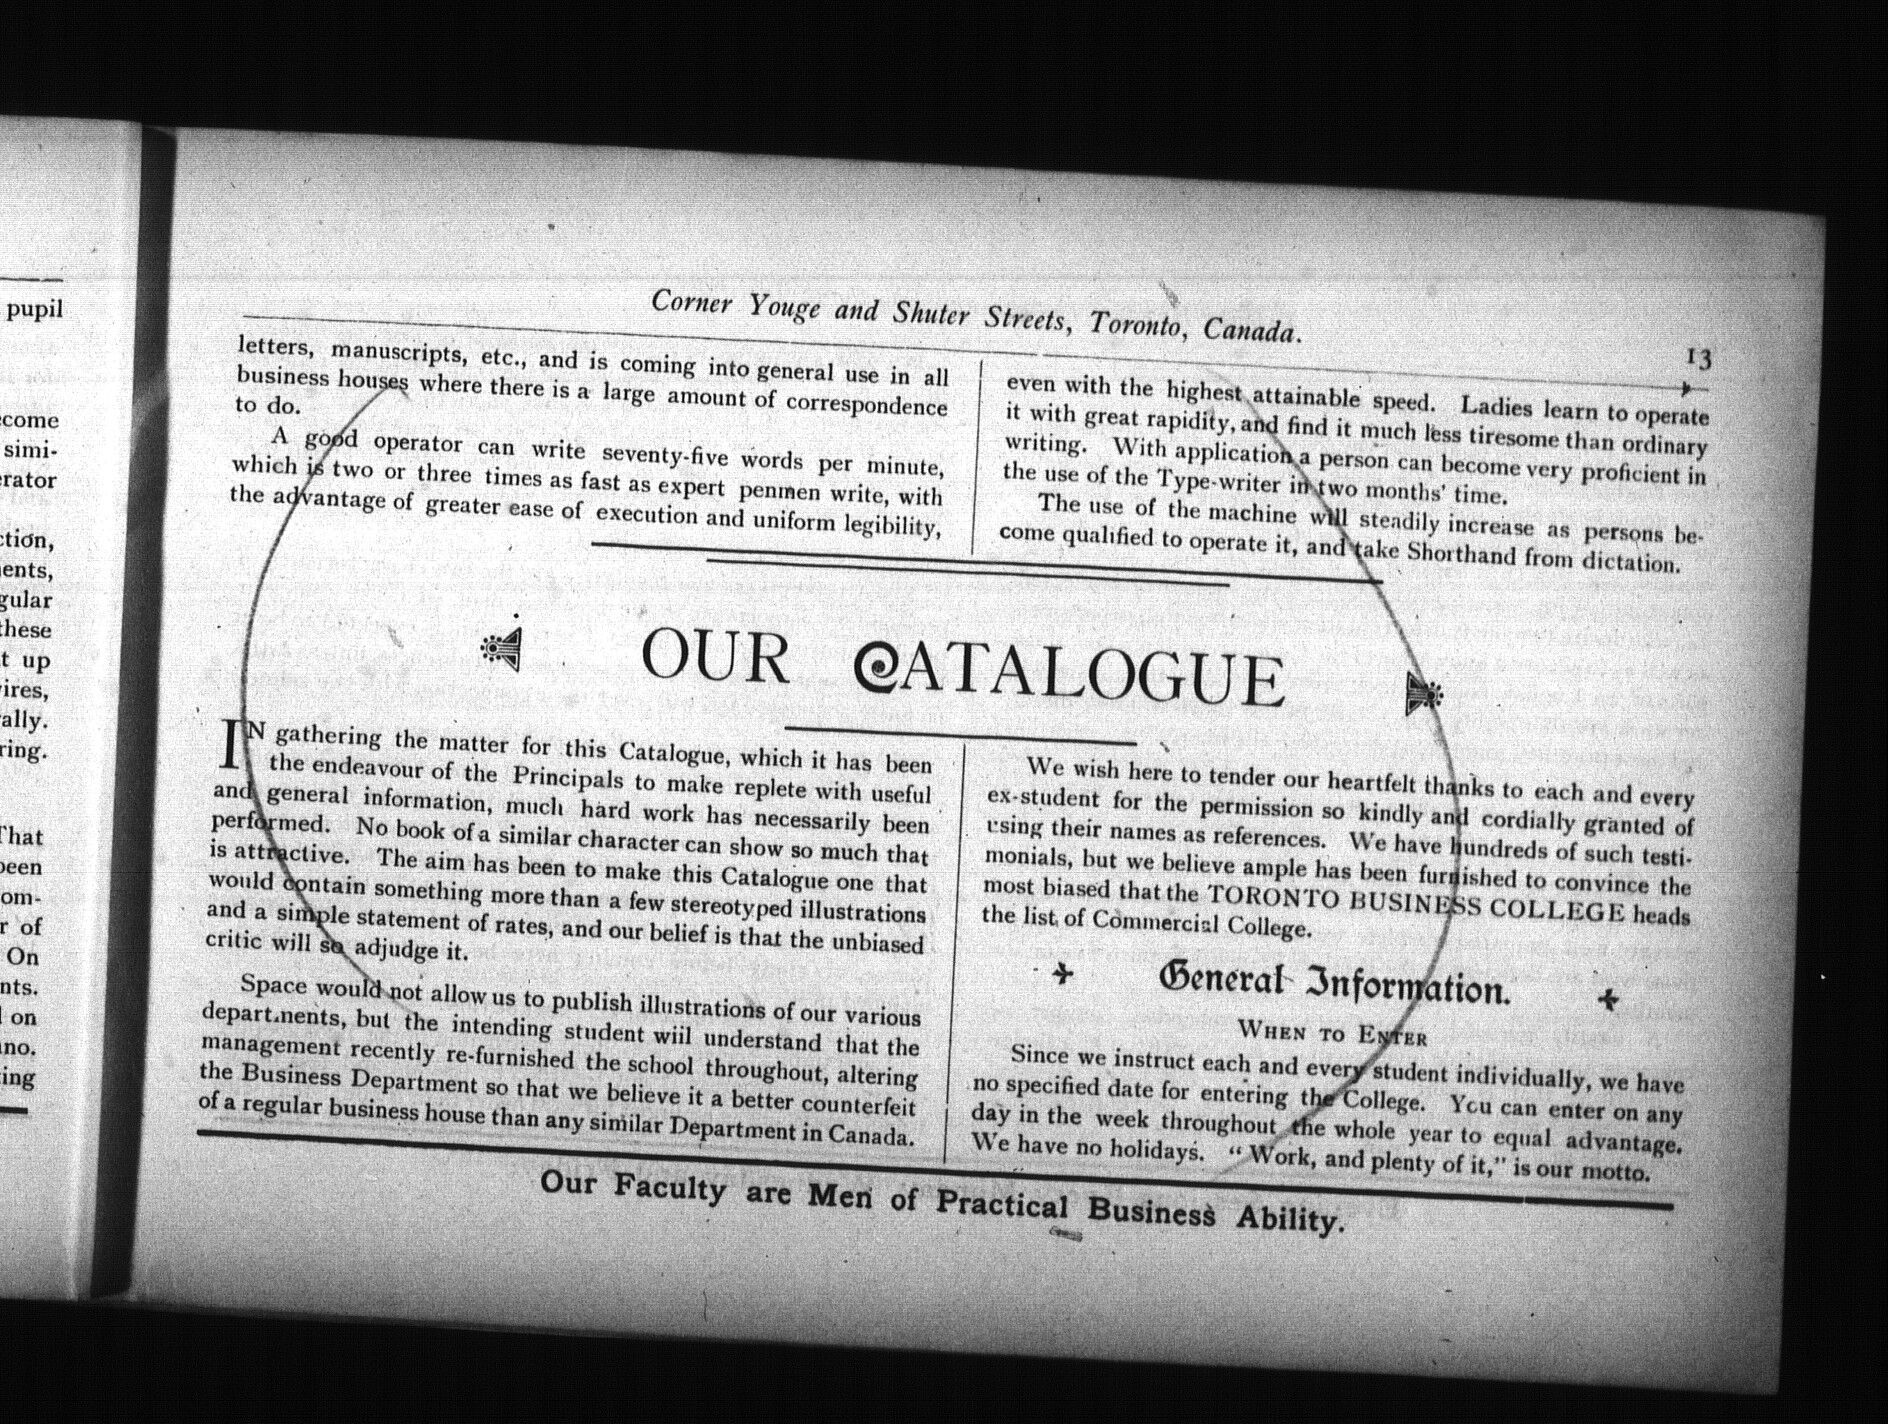 pupil
come
simi-
erator
ction,
ents,
gular
these
t up
ires,
ally.
ring.
That
been
om-
r of
On
nts.
l on
no.
ing
Corner Youge and Shuter Streets, Toronto, Canada.
13
letters, manuscripts, etc., and is coming into general use in all
business houses where there is a large amount of correspondence
to do.
A good operator can write seventy-five words per minute,
which is two or three times as fast as expert penmen write, with
the advantage of greater ease of execution and uniform legibility,
even with the highest attainable speed. Ladies learn to operate
it with great rapidity, and find it much less tiresome than ordinary
writing. With application a person can become very proficient in
the use of the Type-writer in two months' time.
The use of the machine will steadily increase as persons be-
come qualified to operate it, and take Shorthand from dictation.
OUR CATALOGUE
IN gathering the matter for this Catalogue, which it has been
the endeavour of the Principals to make replete with useful
and general information, much hard work has necessarily been
performed. No book of a similar character can show so much that
is attractive. The aim has been to make this Catalogue one that
would contain something more than a few stereotyped illustrations
and a simple statement of rates, and our belief is that the unbiased
critic will so adjudge it.
Space would not allow us to publish illustrations of our various
departments, but the intending student will understand that the
management recently re-furnished the school throughout, altering
the Business Department so that we believe it a better counterfeit
of a regular business house than any similar Department in Canada.
We wish here to tender our heartfelt thanks to each and every
ex-student for the permission so kindly and cordially granted of
using their names as references. We have hundreds of such testi-
monials, but we believe ample has been furnished to convince the
most biased that the TORONTO BUSINESS COLLEGE heads
the list of Commercial College.
General Information.
WHEN TO ENTER
Since we instruct each and every student individually, we have
no specified date for entering the College. You can enter on any
day in the week throughout the whole year to equal advantage.
We have no holidays. "Work, and plenty of it," is our motto.
Our Faculty are Men of Practical Business Ability.